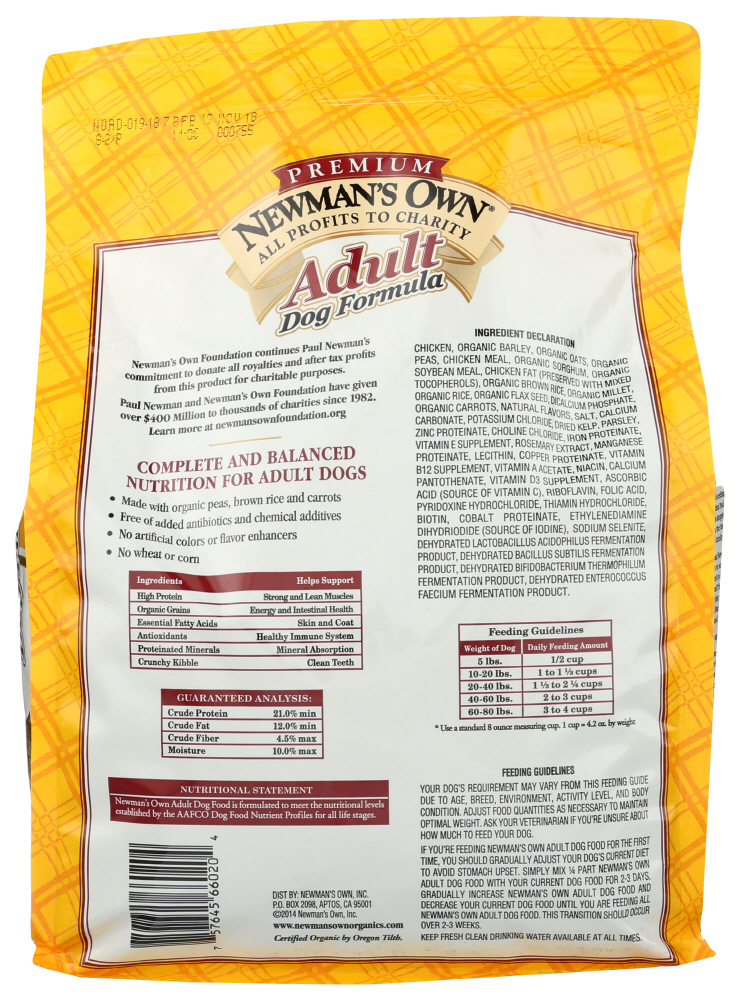 NORD-019-18 7 BFB 19 NOV 18
PREMIUM
NEWMAN'S OWN®
ALL PROFITS TO CHARITY
Adult
Dog Formula
Newman's Own Foundation continues Paul Newman's
commitment to donate all royalties and after tax profits
from this product for charitable purposes.
Paul Newman and Newman's Own Foundation have given
over $400 Million to thousands of charities since 1982.
Learn more at newmansownfoundation.org
COMPLETE AND BALANCED
NUTRITION FOR ADULT DOGS
• Made with organic peas, brown rice and carrots
• Free of added antibiotics and chemical additives
• No artificial colors or flavor enhancers
• No wheat or corn
Ingredients Helps Support
High Protein Strong and Lean Muscles
Organic Grains Energy and Intestinal Health
Essential Fatty Acids Skin and Coat
Antioxidants Healthy Immune System
Proteinated Minerals Mineral Absorption
Crunchy Kibble Clean Teeth
GUARANTEED ANALYSIS:
Crude Protein 21.0% min
Crude Fat 12.0% min
Crude Fiber 4.5% max
Moisture 10.0% max
NUTRITIONAL STATEMENT
Newman's Own Adult Dog Food is formulated to meet the nutritional levels
established by the AAFCO Dog Food Nutrient Profiles for all life stages.
7 57645 66020 4
DIST BY: NEWMAN'S OWN, INC.
P.O. BOX 2098, APTOS, CA 95001
©2014 Newman's Own, Inc.
www.newmansownorganics.com
Certified Organic by Oregon Tilth.
INGREDIENT DECLARATION
CHICKEN, ORGANIC BARLEY, ORGANIC OATS, ORGANIC
PEAS, CHICKEN MEAL, ORGANIC SORGHUM, ORGANIC
SOYBEAN MEAL, CHICKEN FAT (PRESERVED WITH MIXED
TOCOPHEROLS), ORGANIC BROWN RICE, ORGANIC MILLET,
ORGANIC RICE, ORGANIC FLAX SEED, DICALCIUM PHOSPHATE,
ORGANIC CARROTS, NATURAL FLAVORS, SALT, CALCIUM
CARBONATE, POTASSIUM CHLORIDE, DRIED KELP, PARSLEY,
ZINC PROTEINATE, CHOLINE CHLORIDE, IRON PROTEINATE,
VITAMIN E SUPPLEMENT, ROSEMARY EXTRACT, MANGANESE
PROTEINATE, LECITHIN, COPPER PROTEINATE, VITAMIN
B12 SUPPLEMENT, VITAMIN A ACETATE, NIACIN, CALCIUM
PANTOTHENATE, VITAMIN D3 SUPPLEMENT, ASCORBIC
ACID (SOURCE OF VITAMIN C), RIBOFLAVIN, FOLIC ACID,
PYRIDOXINE HYDROCHLORIDE, THIAMIN HYDROCHLORIDE,
BIOTIN, COBALT PROTEINATE, ETHYLENEDIAMINE
DIHYDRIODIDE (SOURCE OF IODINE), SODIUM SELENITE,
DEHYDRATED LACTOBACILLUS ACIDOPHILUS FERMENTATION
PRODUCT, DEHYDRATED BACILLUS SUBTILIS FERMENTATION
PRODUCT, DEHYDRATED BIFIDOBACTERIUM THERMOPHILUM
FERMENTATION PRODUCT, DEHYDRATED ENTEROCOCCUS
FAECIUM FERMENTATION PRODUCT.
Feeding Guidelines
Weight of Dog Daily Feeding Amount
5 lbs. 1/2 cup
10-20 lbs. 1 to 1 ⅓ cups
20-40 lbs. 1 ⅓ to 2 ¼ cups
40-60 lbs. 2 to 3 cups
60-80 lbs. 3 to 4 cups
* Use a standard 8 ounce measuring cup. 1 cup = 4.2 oz. by weight
FEEDING GUIDELINES
YOUR DOG'S REQUIREMENT MAY VARY FROM THIS FEEDING GUIDE
DUE TO AGE, BREED, ENVIRONMENT, ACTIVITY LEVEL, AND BODY
CONDITION. ADJUST FOOD QUANTITIES AS NECESSARY TO MAINTAIN
OPTIMAL WEIGHT. ASK YOUR VETERINARIAN IF YOU'RE UNSURE ABOUT
HOW MUCH TO FEED YOUR DOG.
IF YOU'RE FEEDING NEWMAN'S OWN ADULT DOG FOOD FOR THE FIRST
TIME, YOU SHOULD GRADUALLY ADJUST YOUR DOG'S CURRENT DIET
TO AVOID STOMACH UPSET. SIMPLY MIX ¼ PART NEWMAN'S OWN
ADULT DOG FOOD WITH YOUR CURRENT DOG FOOD FOR 2-3 DAYS.
GRADUALLY INCREASE NEWMAN'S OWN ADULT DOG FOOD AND
DECREASE YOUR CURRENT DOG FOOD UNTIL YOU ARE FEEDING ALL
NEWMAN'S OWN ADULT DOG FOOD. THIS TRANSITION SHOULD OCCUR
OVER 2-3 WEEKS.
KEEP FRESH CLEAN DRINKING WATER AVAILABLE AT ALL TIMES.